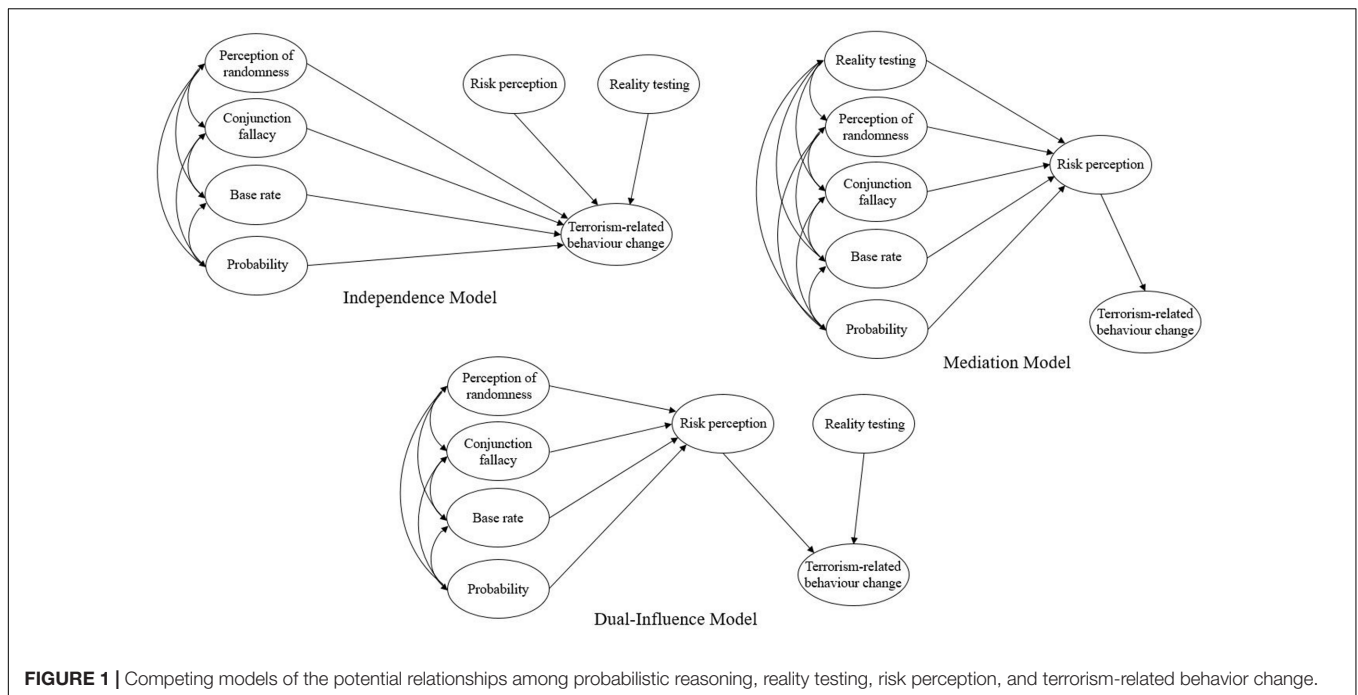 Perception of
randomness
Conjunction
fallacy
Base rate
Probability
Risk perception
Reality testing
Terrorism-related
behaviour change
Independence Model
Reality testing
Perception of
randomness
Conjunction
fallacy
Base rate
Probability
Risk perception
Terrorism-related
behaviour change
Mediation Model
Perception of
randomness
Conjunction
fallacy
Base rate
Probability
Risk perception
Reality testing
Terrorism-related
behaviour change
Dual-Influence Model
FIGURE 1 | Competing models of the potential relationships among probabilistic reasoning, reality testing, risk perception, and terrorism-related behavior change.